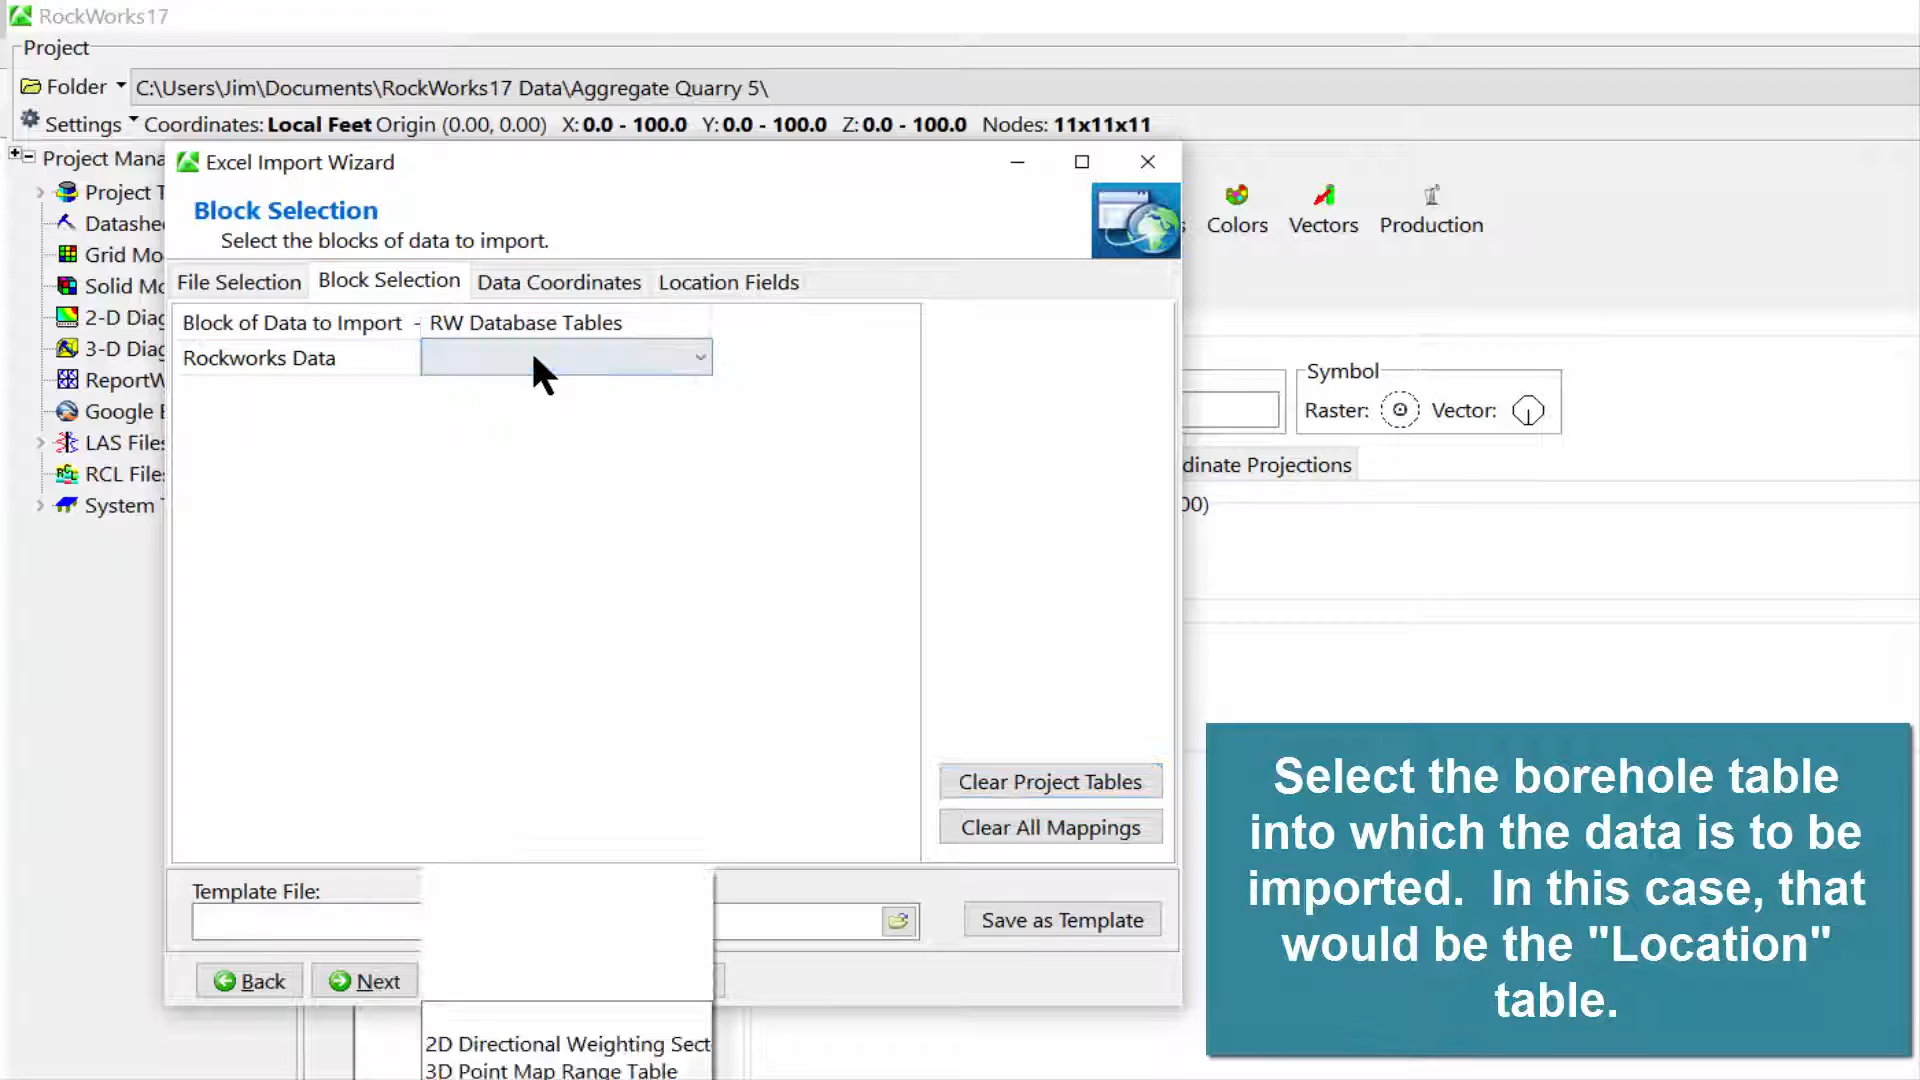 RockWorks17
Project
Folder C:\Users\Jim\Documents\RockWorks17 Data\Aggregate Quarry 5\
Settings Coordinates: Local Feet Origin (0.00, 0.00) X: 0.0 - 100.0 Y: 0.0 - 100.0 Z: 0.0 - 100.0 Nodes: 11x11x11
Project Mana
Project T
Datashe
Grid Mo
Solid Mo
2-D Diag
3-D Diag
ReportW
Google E
LAS Files
RCL File
System T
Excel Import Wizard
Block Selection
Select the blocks of data to import.
File Selection Block Selection Data Coordinates Location Fields
Block of Data to Import - RW Database Tables
Rockworks Data
Clear Project Tables
Clear All Mappings
Template File:
Save as Template
Back Next
2D Directional Weighting Sect
3D Point Map Range Table
s Colors Vectors Production
Symbol
Raster: Vector:
dinate Projections
00)
Select the borehole table
into which the data is to be
imported. In this case, that
would be the "Location"
table.